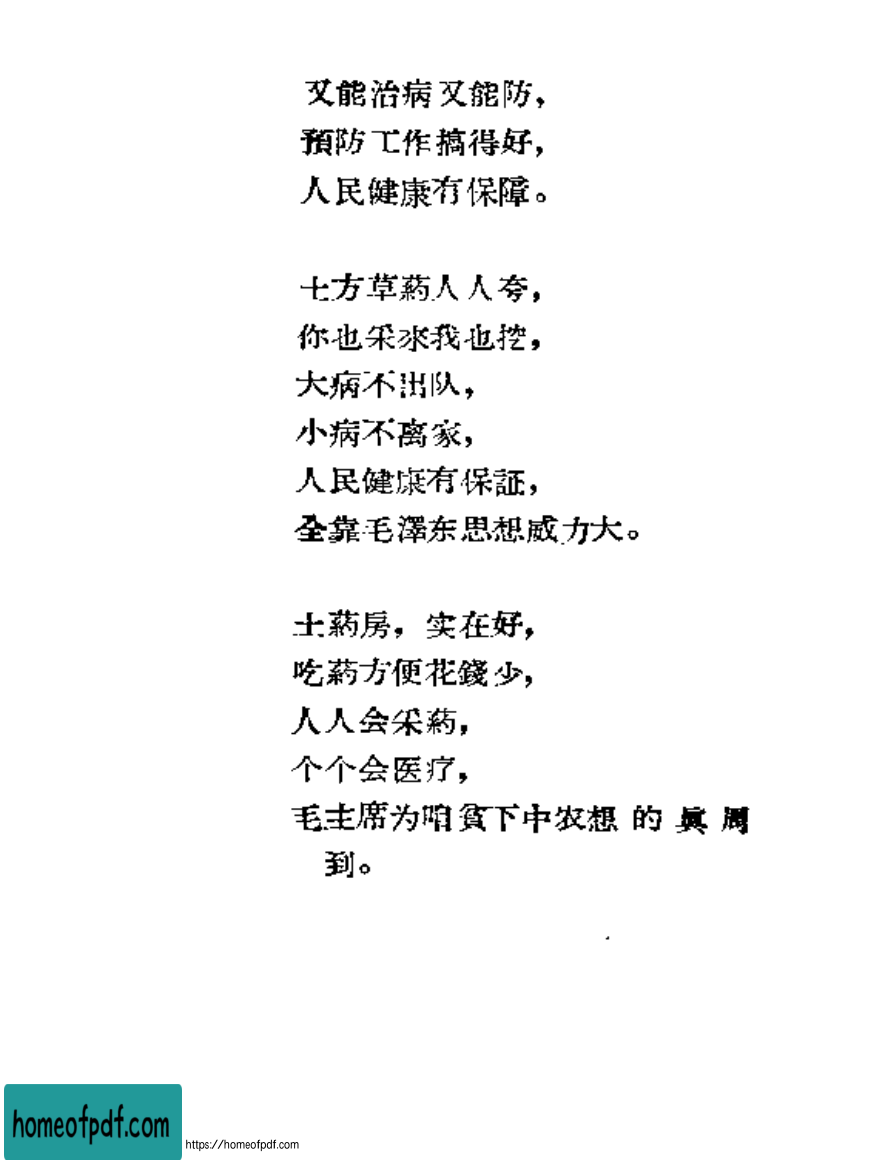 又能治病又能防，
預防工作搞得好，
人民健康有保障。
土方草葯人人夸，
你也采来我也挖，
大病不出队，
小病不离家，
人民健康有保証，
全靠毛澤东思想威力大。
土葯房，实在好，
吃葯方便花錢少，
人人会采葯，
个个会医疗，
毛主席为咱貧下中农想的眞周
到。
homeofpdf.com
https://homeofpdf.com